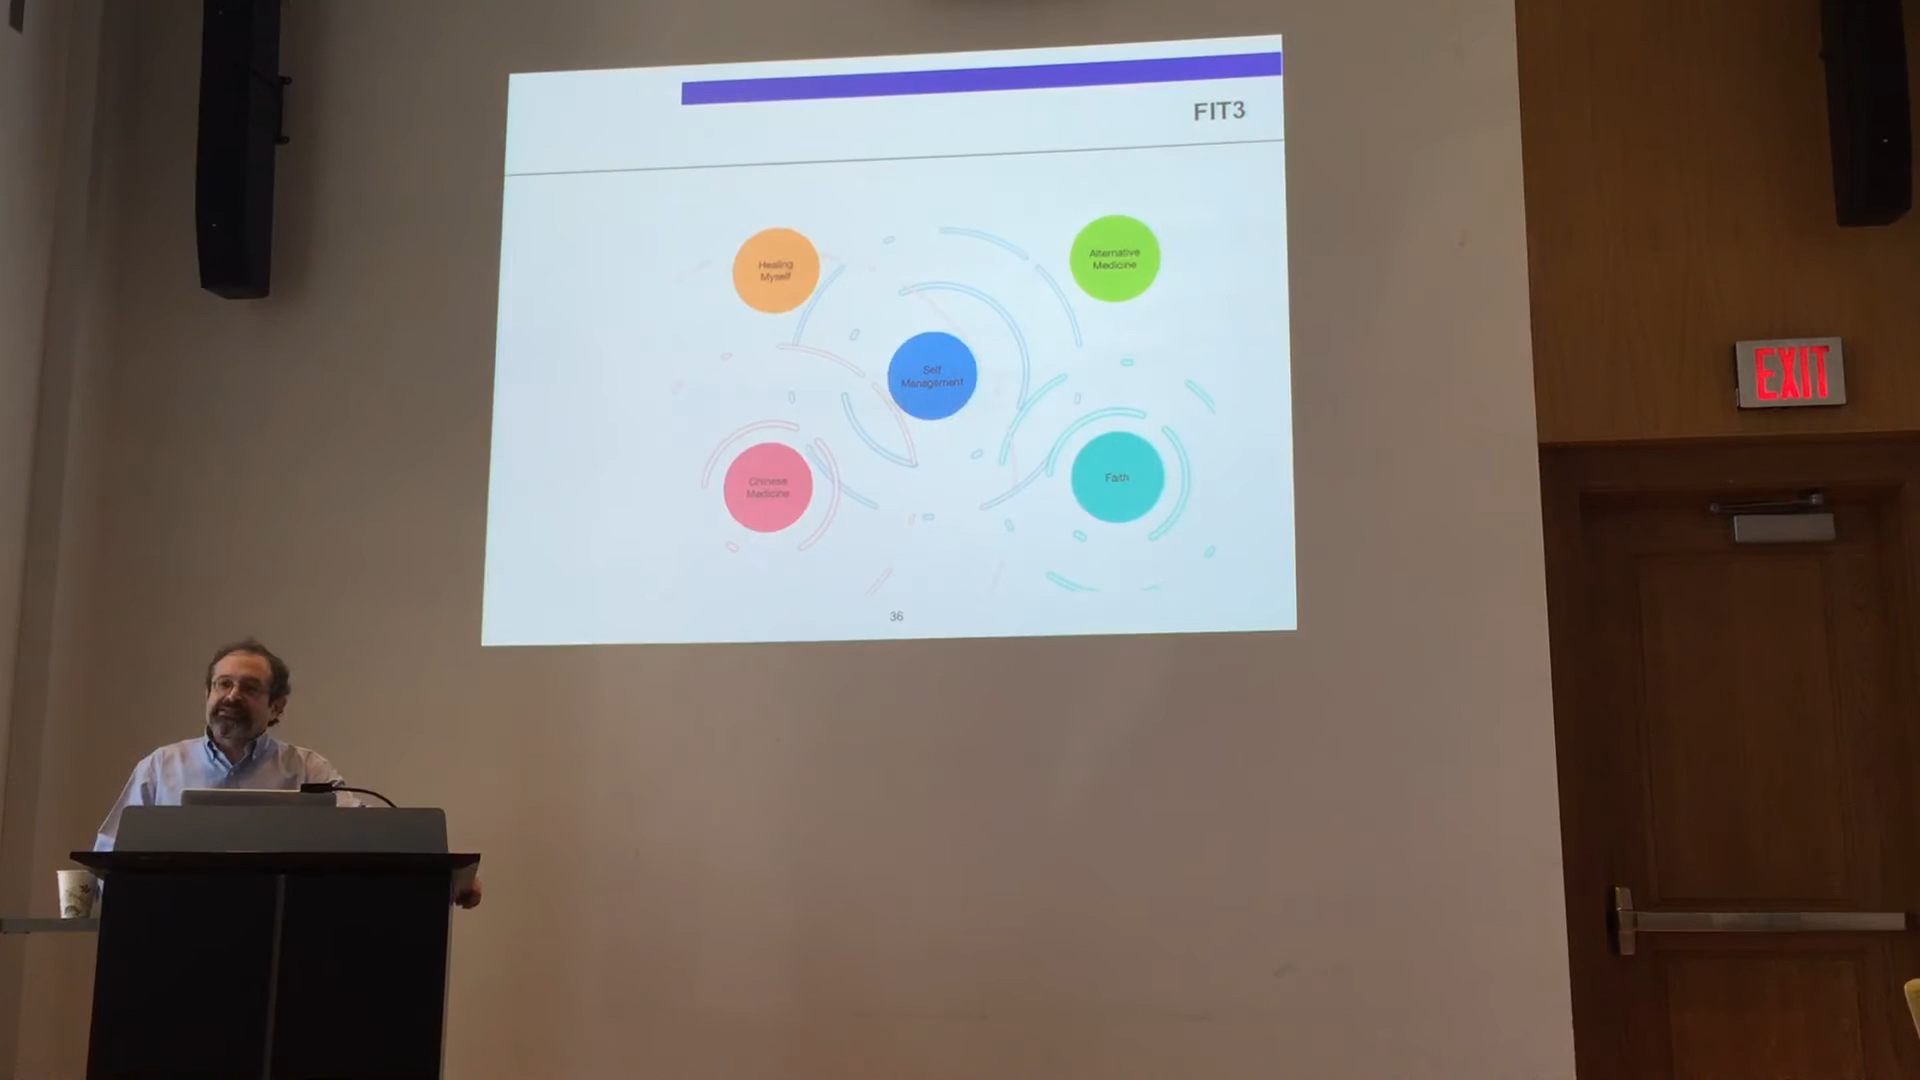 FIT3
Healing
Myself
Alternative
Medicine
Self
Management
Chinese
Medicine
Faith
36
EXIT